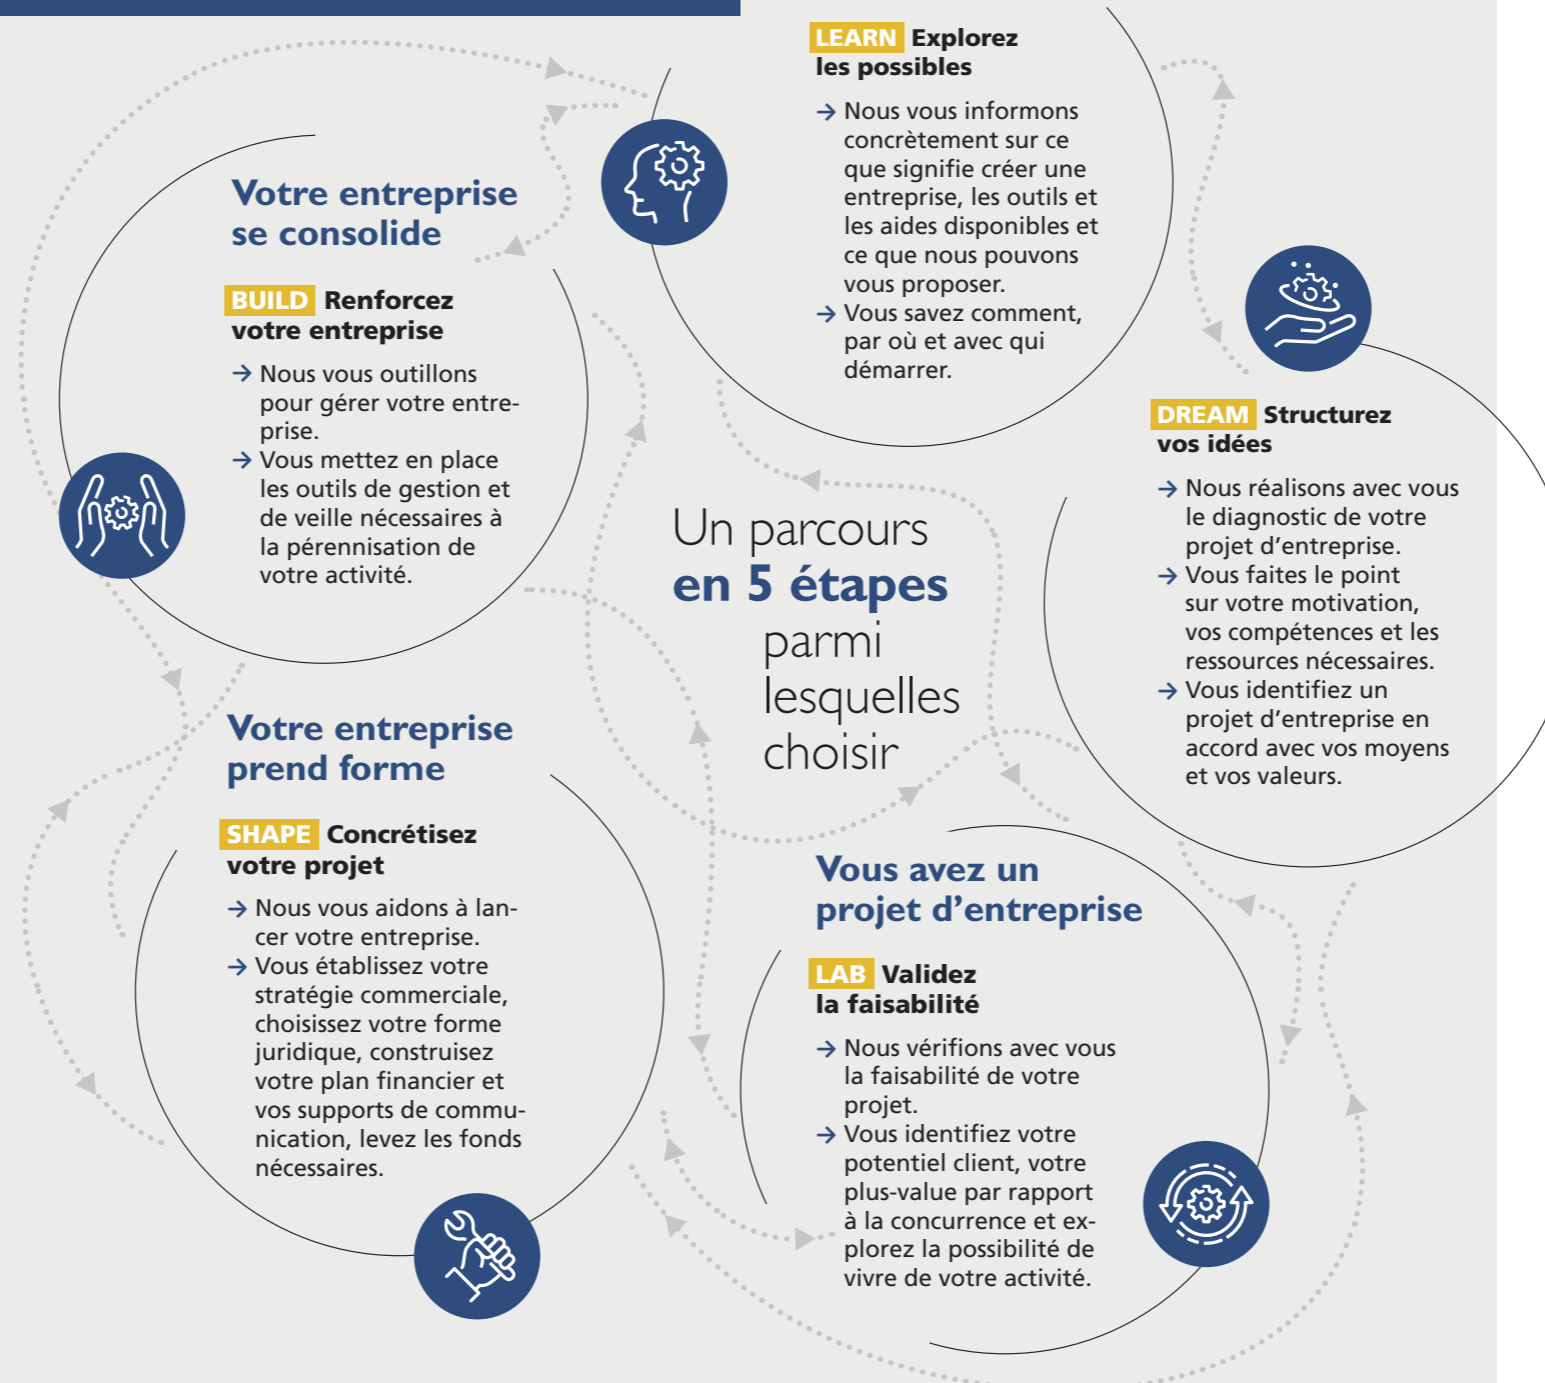 LEARN Explorez
les possibles
→ Nous vous informons
concrètement sur ce
que signifie créer une
entreprise, les outils et
les aides disponibles et
ce que nous pouvons
vous proposer.
→ Vous savez comment,
par où et avec qui
démarrer.
DREAM Structurez
vos idées
→ Nous réalisons avec vous
le diagnostic de votre
projet d’entreprise.
→ Vous faites le point
sur votre motivation,
vos compétences et les
ressources nécessaires.
→ Vous identifiez un
projet d’entreprise en
accord avec vos moyens
et vos valeurs.
Un parcours
en 5 étapes
parmi
lesquelles
choisir
Vous avez un
projet d’entreprise
LAB Validez
la faisabilité
→ Nous vérifions avec vous
la faisabilité de votre
projet.
→ Vous identifiez votre
potentiel client, votre
plus-value par rapport
à la concurrence et ex-
plorez la possibilité de
vivre de votre activité.
Votre entreprise
prend forme
SHAPE Concrétisez
votre projet
→ Nous vous aidons à lan-
cer votre entreprise.
→ Vous établissez votre
stratégie commerciale,
choisissez votre forme
juridique, construisez
votre plan financier et
vos supports de commu-
nication, levez les fonds
nécessaires.
Votre entreprise
se consolide
BUILD Renforcez
votre entreprise
→ Nous vous outillons
pour gérer votre entre-
prise.
→ Vous mettez en place
les outils de gestion et
de veille nécessaires à
la pérennisation de
votre activité.